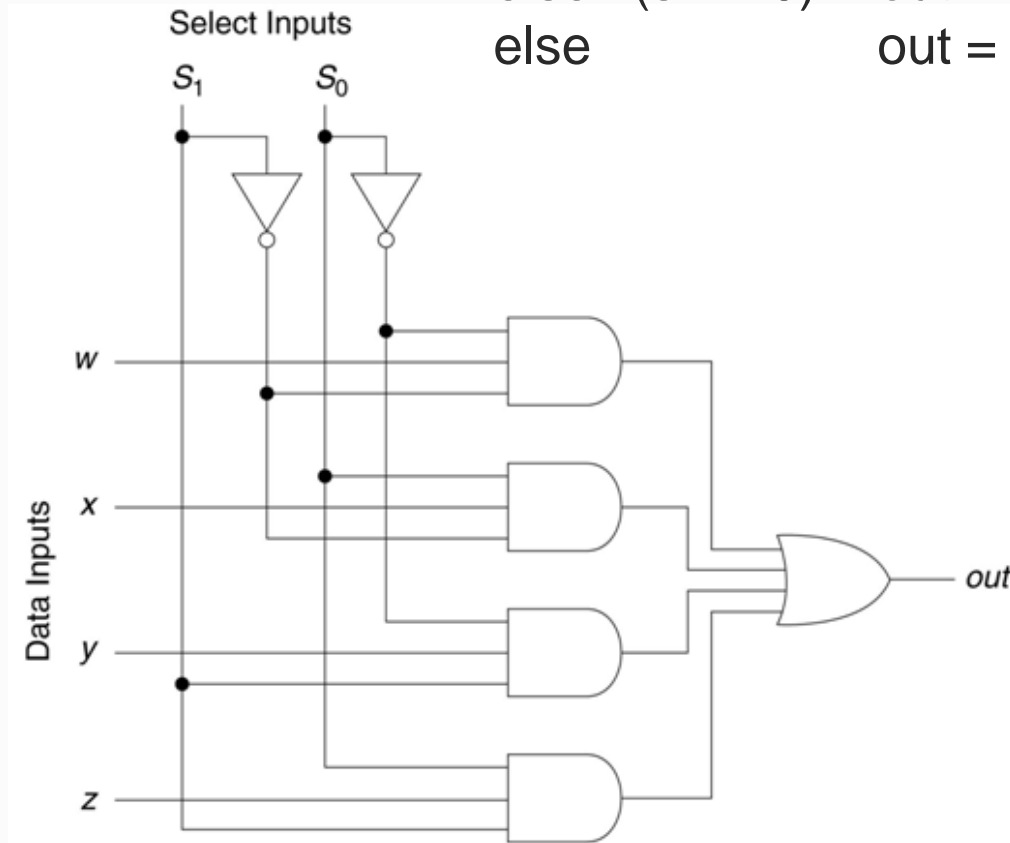 else out =
Select Inputs
S₁ S₀
w
x
Data Inputs
y
z
out